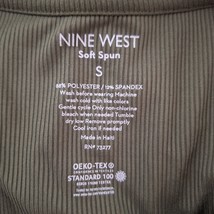 NINE WEST
Soft Spun
S
88% POLYESTER / 12% SPANDEX
Wash before wearing Machine
wash cold with like colors
Gentle cycle Only non-chlorine
bleach when needed Tumble
dry low Remove promptly
Cool iron if needed
Made in Haiti
RN# 73277
OEKO-TEX®
STANDARD 100